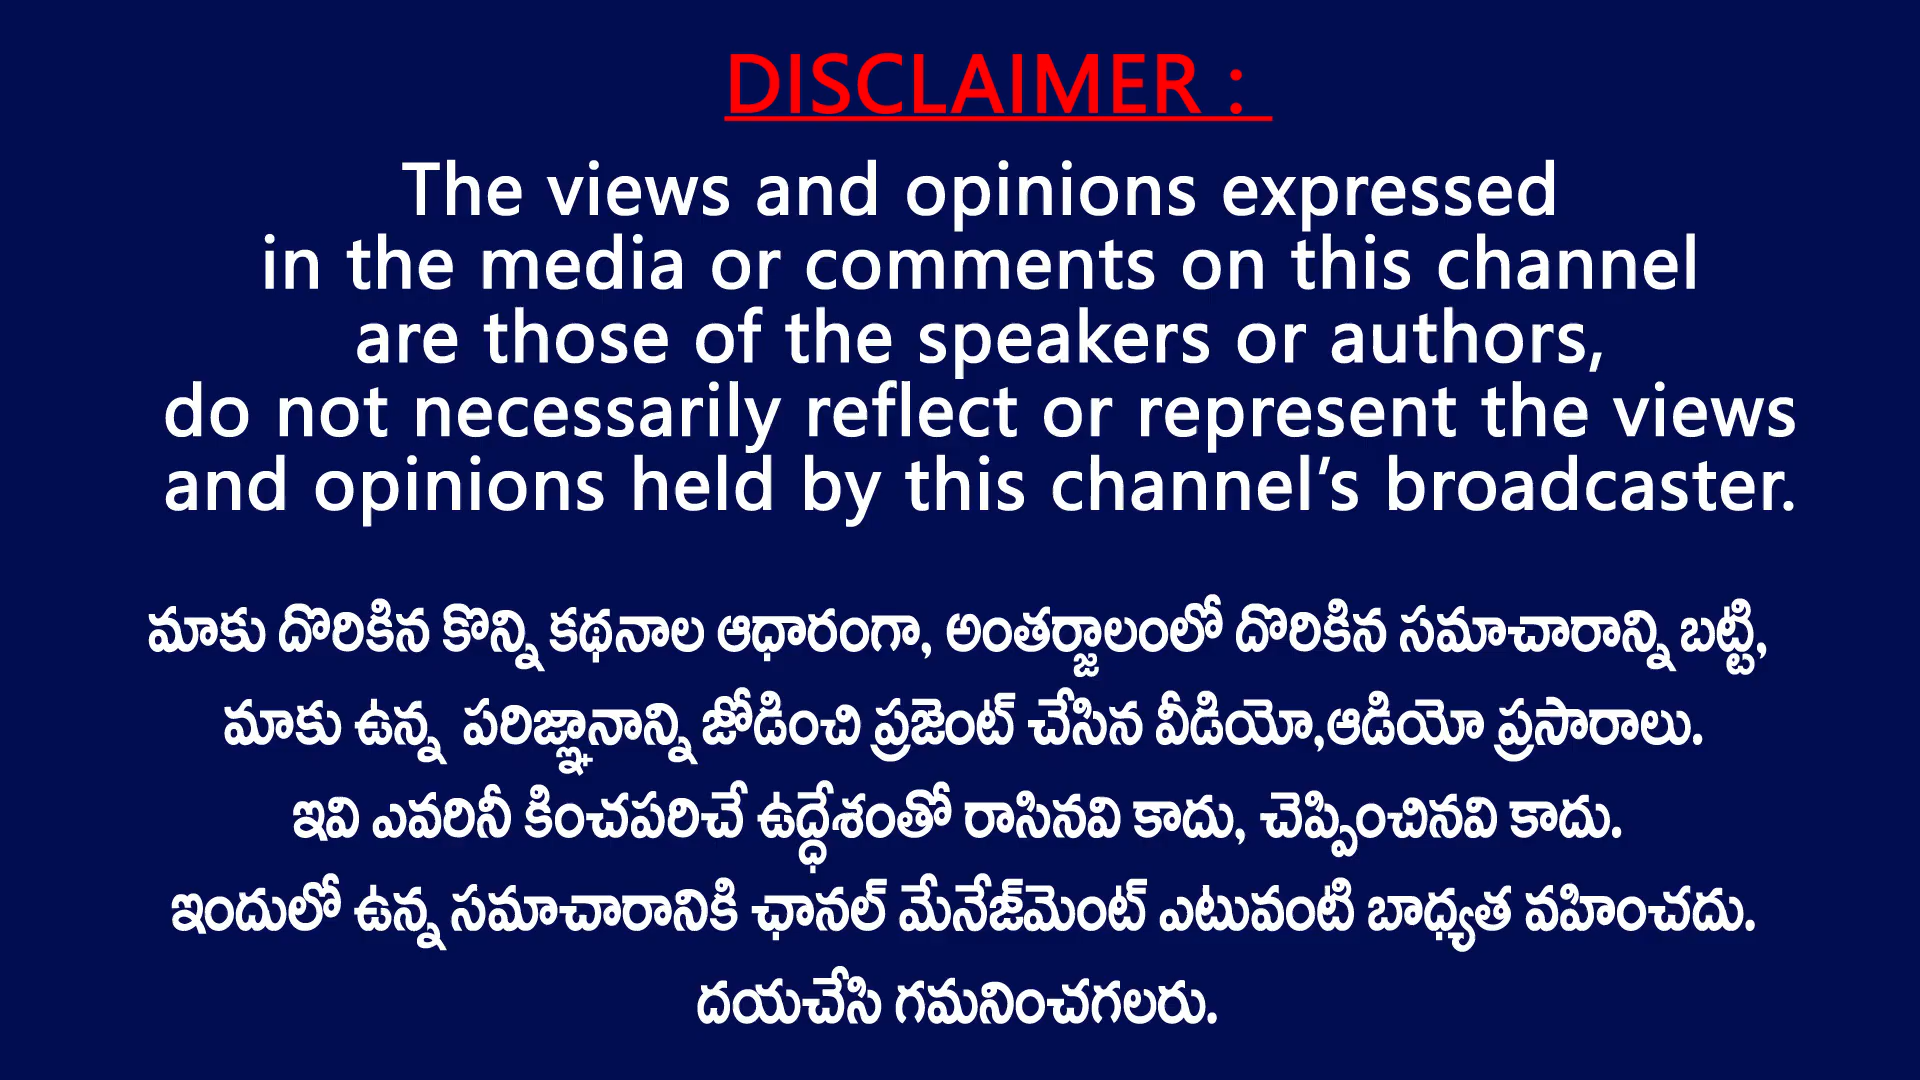 DISCLAIMER :
The views and opinions expressed
in the media or comments on this channel
are those of the speakers or authors,
do not necessarily reflect or represent the views
and opinions held by this channel’s broadcaster.
మాకు దొరికిన కొన్ని కథనాల ఆధారంగా, అంతర్జాలంలో దొరికిన సమాచారాన్ని బట్టి,
మాకు ఉన్న పరిజ్ఞానాన్ని జోడించి ప్రజెంట్ చేసిన వీడియో,ఆడియో ప్రసారాలు.
ఇవి ఎవరినీ కించపరిచే ఉద్ధేశంతో రాసినవి కాదు, చెప్పించినవి కాదు.
ఇందులో ఉన్న సమాచారానికి ఛానల్ మేనేజ్‌మెంట్ ఎటువంటి బాధ్యత వహించదు.
దయచేసి గమనించగలరు.